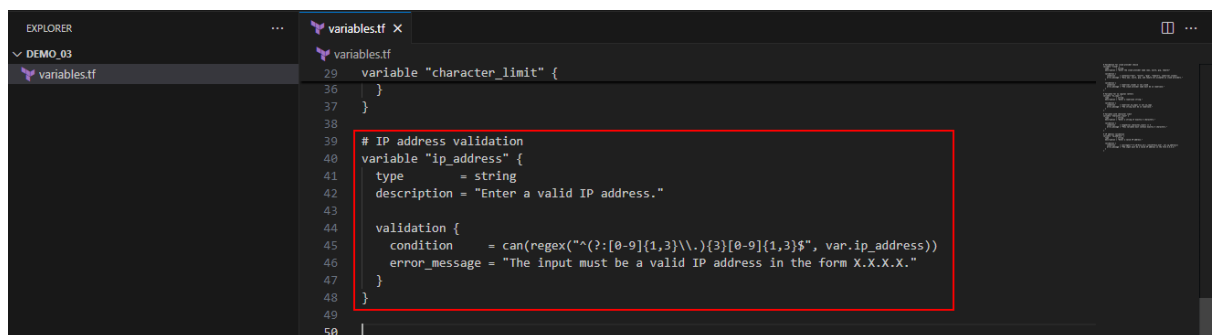 EXPLORER
...
variables.tf
...
DEMO_03
variables.tf
variables.tf
29 variable "character_limit" {
36 }
37 }
38
39 # IP address validation
40 variable "ip_address" {
41 type = string
42 description = "Enter a valid IP address."
43
44 validation {
45 condition = can(regex("^(?:[0-9]{1,3}\\.){3}[0-9]{1,3}$", var.ip_address))
46 error_message = "The input must be a valid IP address in the form X.X.X.X."
47 }
48 }
49
50